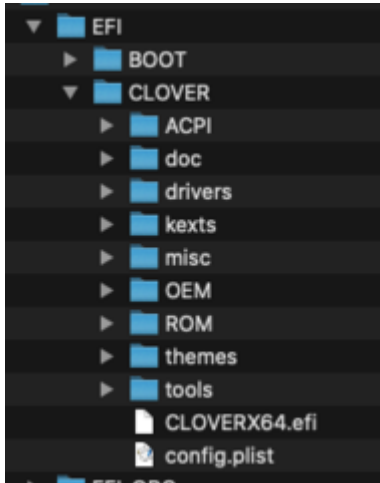 EFI
BOOT
CLOVER
ACPI
doc
drivers
kexts
misc
OEM
ROM
themes
tools
CLOVERX64.efi
config.plist